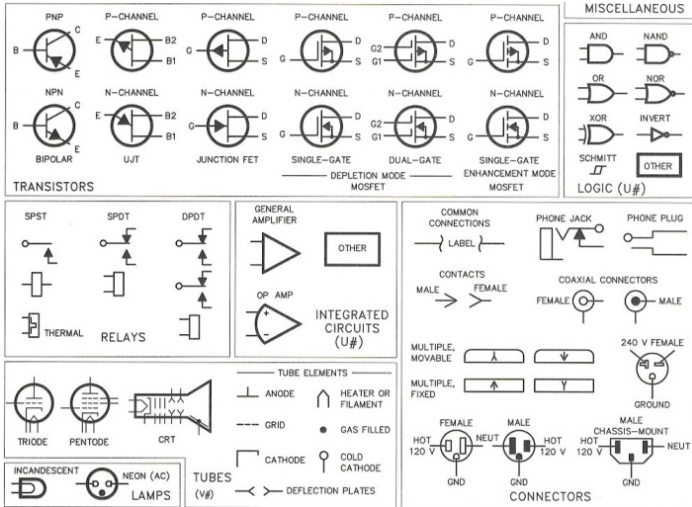 MISCELLANEOUS
PNP
P-CHANNEL
P-CHANNEL
P-CHANNEL
P-CHANNEL
P-CHANNEL
B
C
E
E
B2
B1
G
D
S
G
D
S
G2
G1
D
S
G
D
S
NPN
N-CHANNEL
N-CHANNEL
N-CHANNEL
N-CHANNEL
N-CHANNEL
B
C
E
E
B2
B1
G
D
S
G
D
S
G2
G1
D
S
G
D
S
BIPOLAR
UJT
JUNCTION FET
SINGLE-GATE
DUAL-GATE
SINGLE-GATE
DEPLETION MODE
MOSFET
ENHANCEMENT MODE
MOSFET
TRANSISTORS
AND
NAND
OR
NOR
XOR
INVERT
SCHMITT
OTHER
LOGIC (U#)
SPST
SPDT
DPDT
THERMAL
RELAYS
GENERAL
AMPLIFIER
OTHER
OP AMP
+
-
INTEGRATED
CIRCUITS
(U#)
COMMON
CONNECTIONS
LABEL
PHONE JACK
PHONE PLUG
CONTACTS
MALE
FEMALE
COAXIAL CONNECTORS
FEMALE
MALE
MULTIPLE,
MOVABLE
MULTIPLE,
FIXED
240 V FEMALE
GROUND
FEMALE
HOT
120 V
NEUT
GND
MALE
HOT
120 V
GND
MALE
CHASSIS-MOUNT
HOT
120 V
NEUT
GND
CONNECTORS
TRIODE
PENTODE
CRT
TUBE ELEMENTS
ANODE
HEATER OR
FILAMENT
GRID
GAS FILLED
CATHODE
COLD
CATHODE
DEFLECTION PLATES
TUBES
(V#)
INCANDESCENT
NEON (AC)
LAMPS